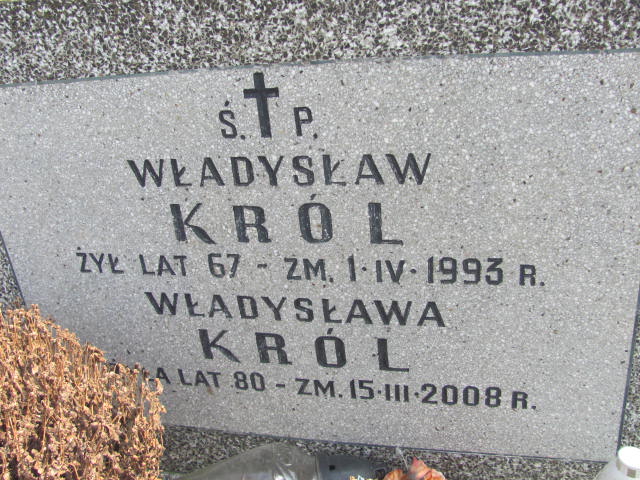 Ś. P.
WŁADYSŁAW
KRÓL
ŻYŁ LAT 67 - ZM. 1·IV·1993 R.
WŁADYSŁAWA
KRÓL
LAT 80 - ZM. 15·III·2008 R.